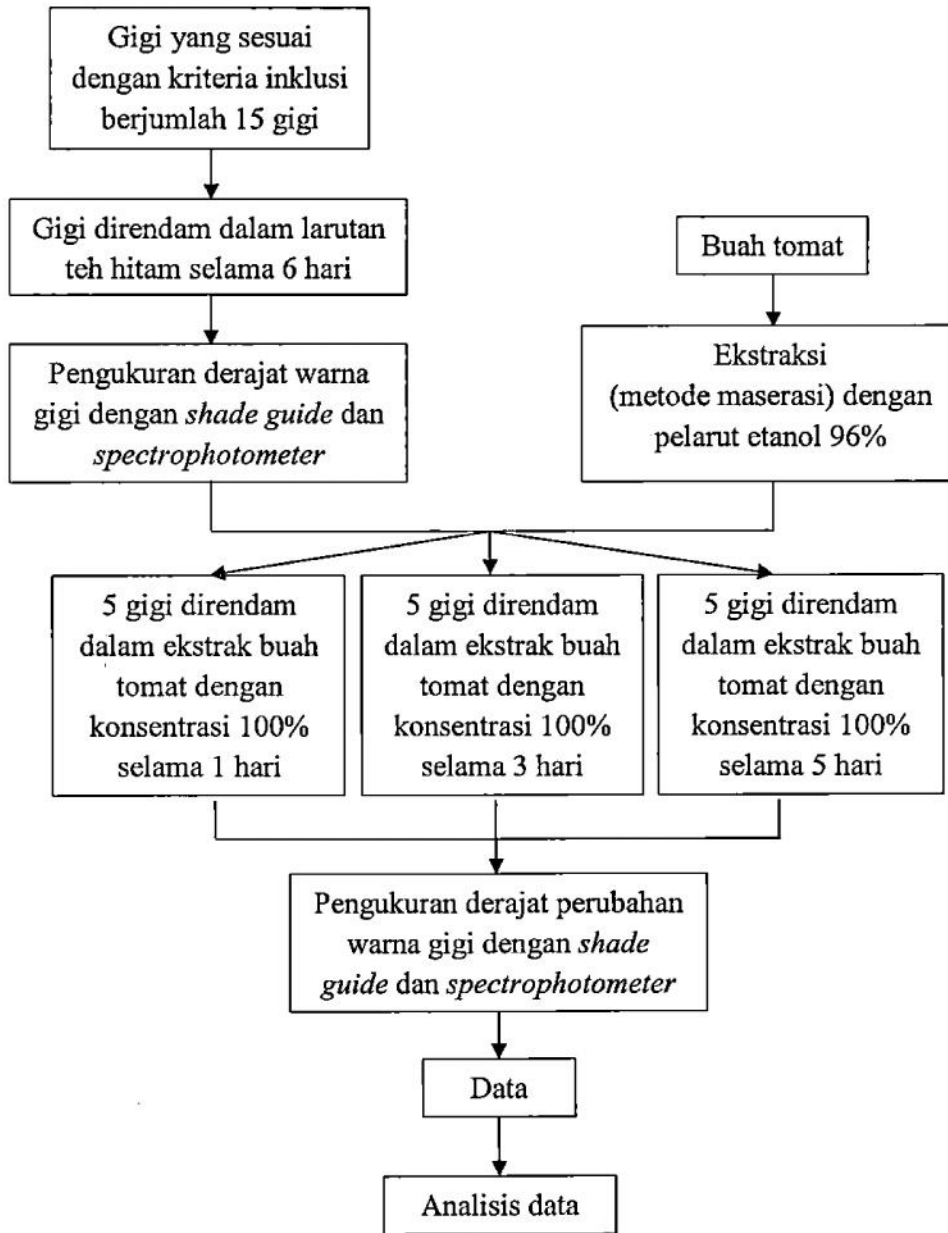 Gigi yang sesuai
dengan kriteria inklusi
berjumlah 15 gigi
Gigi direndam dalam larutan
teh hitam selama 6 hari
Buah tomat
Pengukuran derajat warna
gigi dengan shade guide dan
spectrophotometer
Ekstraksi
(metode maserasi) dengan
pelarut etanol 96%
5 gigi direndam
dalam ekstrak buah
tomat dengan
konsentrasi 100%
selama 1 hari
5 gigi direndam
dalam ekstrak buah
tomat dengan
konsentrasi 100%
selama 3 hari
5 gigi direndam
dalam ekstrak buah
tomat dengan
konsentrasi 100%
selama 5 hari
Pengukuran derajat perubahan
warna gigi dengan shade
guide dan spectrophotometer
Data
Analisis data